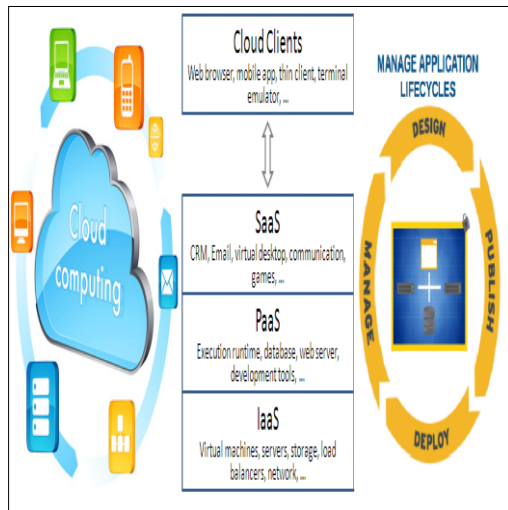 Cloud
computing
Cloud Clients
Web browser, mobile app, thin client, terminal
emulator, ...
SaaS
CRM, Email, virtual desktop, communication,
games, ...
PaaS
Execution runtime, database, web server,
development tools, ...
IaaS
Virtual machines, servers, storage, load
balancers, network, ...
MANAGE APPLICATION
LIFECYCLES
DESIGN
PUBLISH
DEPLOY
MANAGE